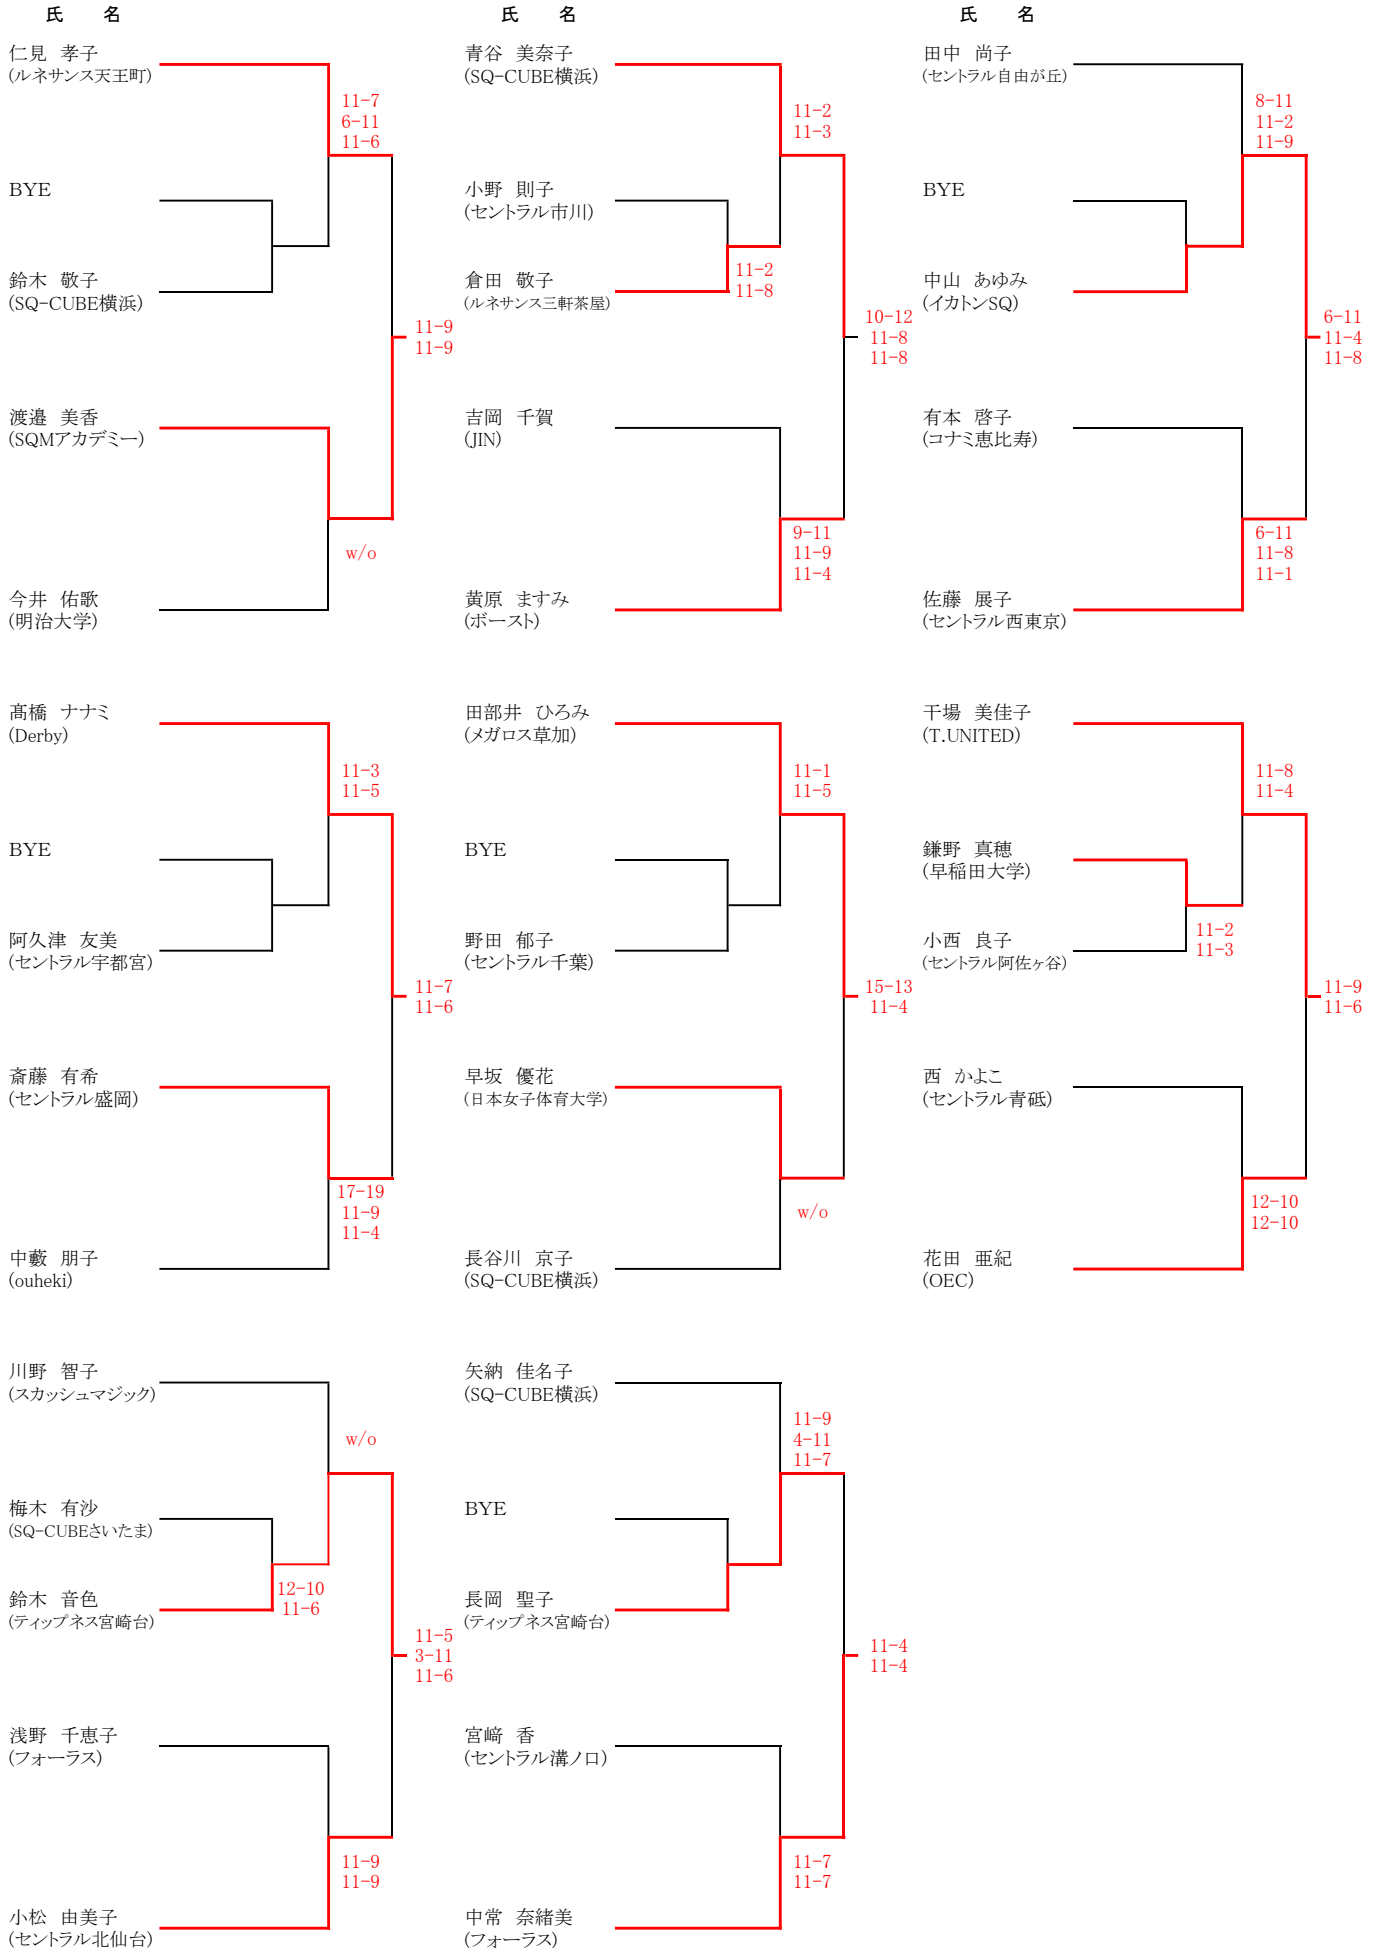 氏　名
仁見　孝子
(ルネサンス天王町)
11-7
6-11
11-6
BYE
鈴木　敬子
(SQ-CUBE横浜)
11-9
11-9
渡邉　美香
(SQMアカデミー)
w/o
今井　佑歌
(明治大学)
髙橋　ナナミ
(Derby)
11-3
11-5
BYE
阿久津　友美
(セントラル宇都宮)
11-7
11-6
斎藤　有希
(セントラル盛岡)
17-19
11-9
11-4
中藪　朋子
(ouheki)
川野　智子
(スカッシュマジック)
w/o
梅木　有沙
(SQ-CUBEさいたま)
鈴木　音色
(ティップネス宮崎台)
12-10
11-6
11-5
3-11
11-6
浅野　千恵子
(フォーラス)
11-9
11-9
小松　由美子
(セントラル北仙台)
氏　名
青谷　美奈子
(SQ-CUBE横浜)
11-2
11-3
小野　則子
(セントラル市川)
倉田　敬子
(ルネサンス三軒茶屋)
11-2
11-8
10-12
11-8
11-8
吉岡　千賀
(JIN)
9-11
11-9
11-4
黄原　ますみ
(ボースト)
田部井　ひろみ
(メガロス草加)
11-1
11-5
BYE
野田　郁子
(セントラル千葉)
15-13
11-4
早坂　優花
(日本女子体育大学)
w/o
長谷川　京子
(SQ-CUBE横浜)
矢納　佳名子
(SQ-CUBE横浜)
11-9
4-11
11-7
BYE
長岡　聖子
(ティップネス宮崎台)
11-4
11-4
宮﨑　香
(セントラル溝ノ口)
11-7
11-7
中常　奈緒美
(フォーラス)
氏　名
田中　尚子
(セントラル自由が丘)
8-11
11-2
11-9
BYE
中山　あゆみ
(イカトンSQ)
6-11
11-4
11-8
有本　啓子
(コナミ恵比寿)
6-11
11-8
11-1
佐藤　展子
(セントラル西東京)
干場　美佳子
(T.UNITED)
11-8
11-4
鎌野　真穂
(早稲田大学)
小西　良子
(セントラル阿佐ヶ谷)
11-2
11-3
11-9
11-6
西　かよこ
(セントラル青砥)
12-10
12-10
花田　亜紀
(OEC)